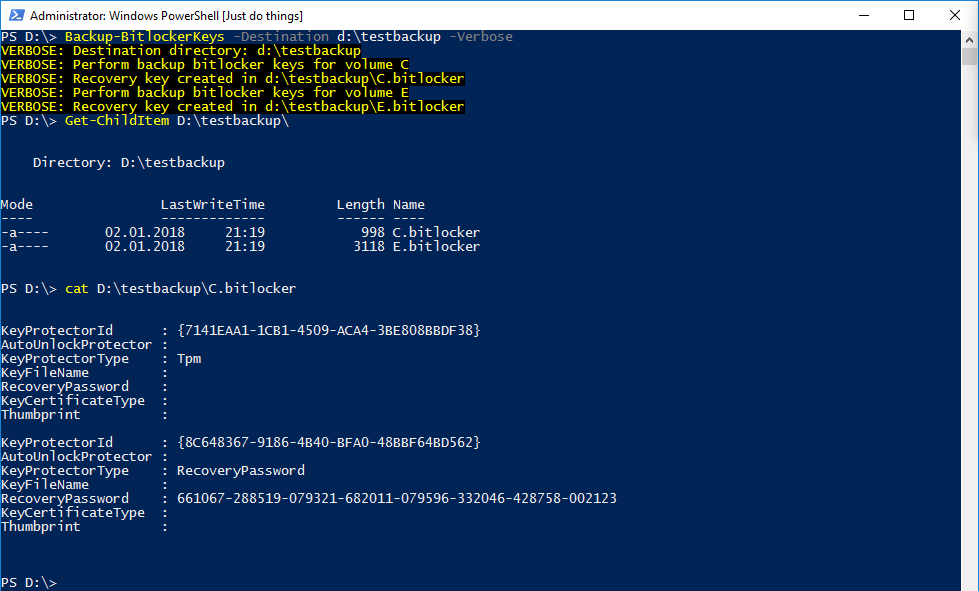 Administrator: Windows PowerShell [Just do things]
PS D:\> Backup-BitlockerKeys -Destination d:\testbackup -Verbose
VERBOSE: Destination directory: d:\testbackup
VERBOSE: Perform backup bitlocker keys for volume C
VERBOSE: Recovery key created in d:\testbackup\C.bitlocker
VERBOSE: Perform backup bitlocker keys for volume E
VERBOSE: Recovery key created in d:\testbackup\E.bitlocker
PS D:\> Get-ChildItem D:\testbackup\
Directory: D:\testbackup
Mode LastWriteTime Length Name
---- ------------- ------ ----
-a---- 02.01.2018 21:19 998 C.bitlocker
-a---- 02.01.2018 21:19 3118 E.bitlocker
PS D:\> cat D:\testbackup\C.bitlocker
KeyProtectorId : {7141EAA1-1CB1-4509-ACA4-3BE808BBDF38}
AutoUnlockProtector :
KeyProtectorType : Tpm
KeyFileName :
RecoveryPassword :
KeyCertificateType :
Thumbprint :
KeyProtectorId : {8C648367-9186-4B40-BFA0-48BBF64BD562}
AutoUnlockProtector :
KeyProtectorType : RecoveryPassword
KeyFileName :
RecoveryPassword : 661067-288519-079321-682011-079596-332046-428758-002123
KeyCertificateType :
Thumbprint :
PS D:\>